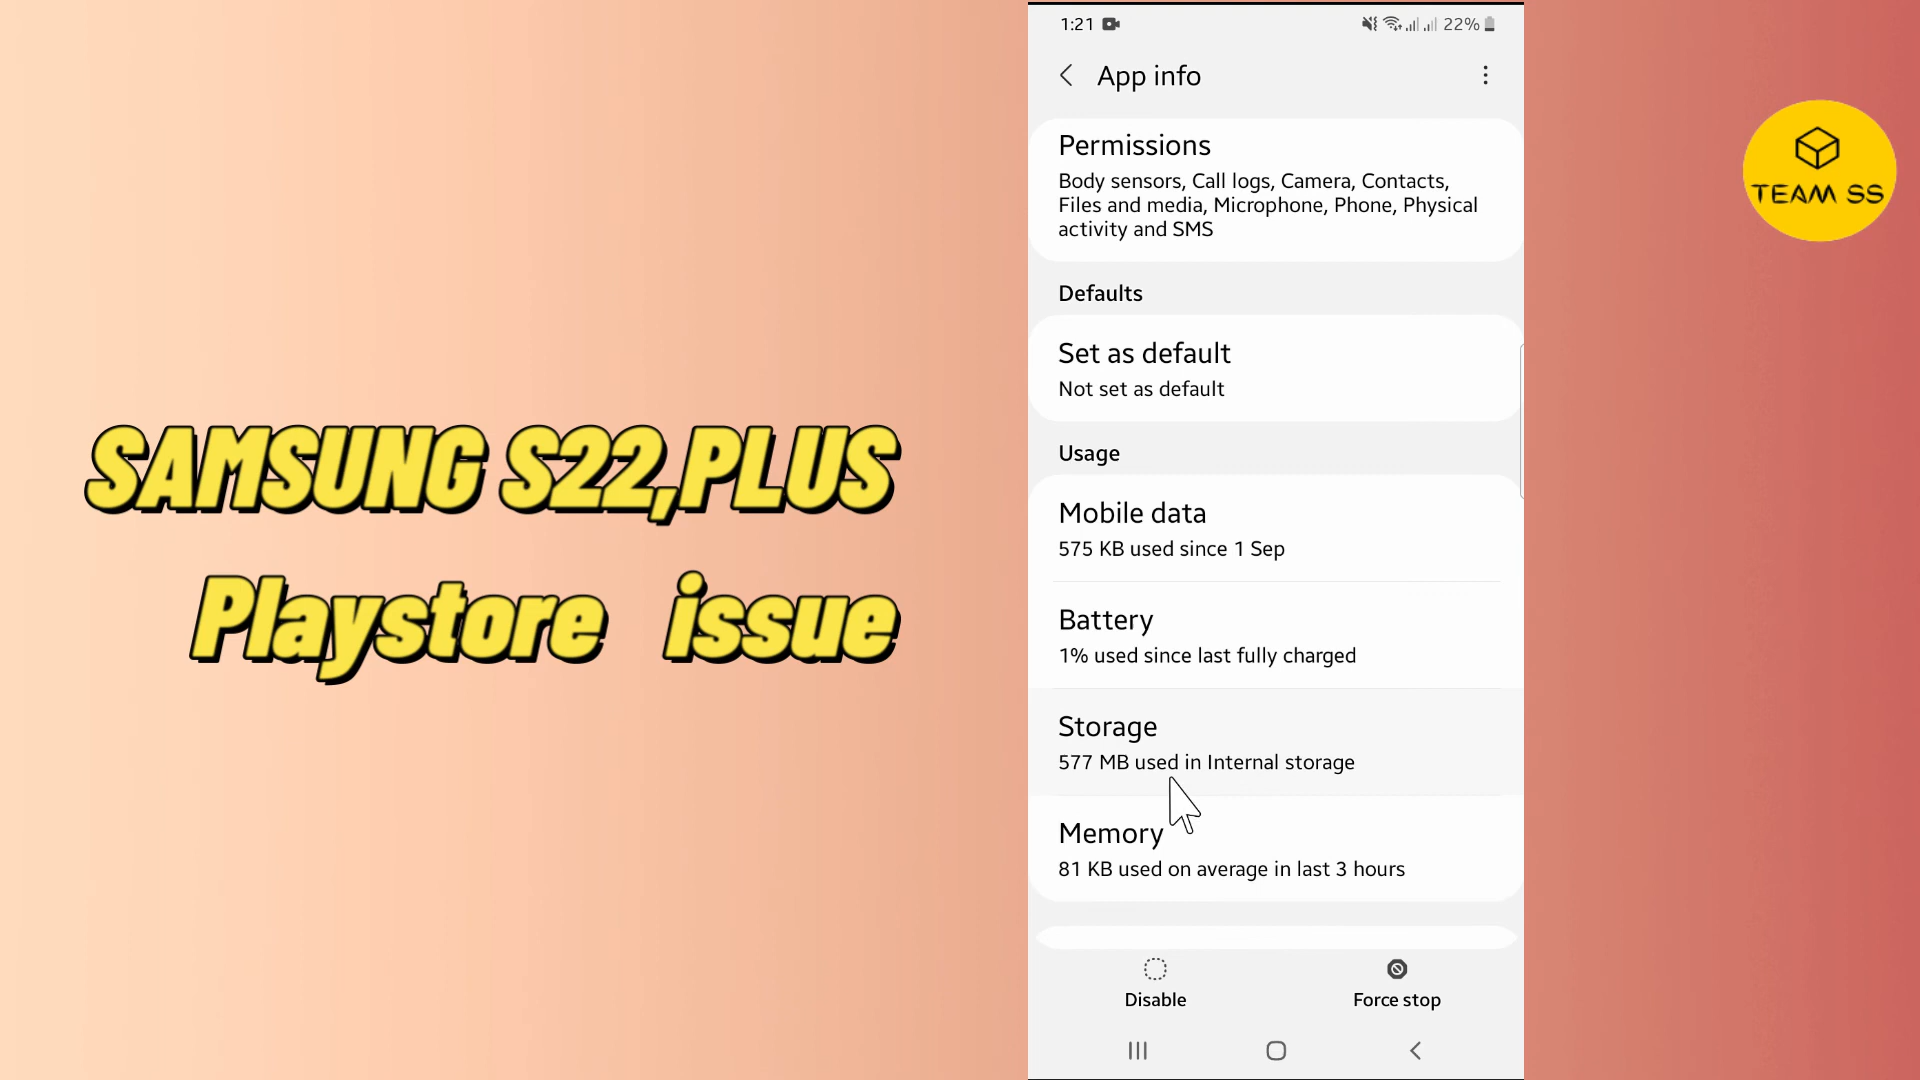 SAMSUNG S22,PLUS
Playstore issue
1:21
22%
App info
Permissions
Body sensors, Call logs, Camera, Contacts,
Files and media, Microphone, Phone, Physical
activity and SMS
Defaults
Set as default
Not set as default
Usage
Mobile data
575 KB used since 1 Sep
Battery
1% used since last fully charged
Storage
577 MB used in Internal storage
Memory
81 KB used on average in last 3 hours
Disable
Force stop
TEAM SS